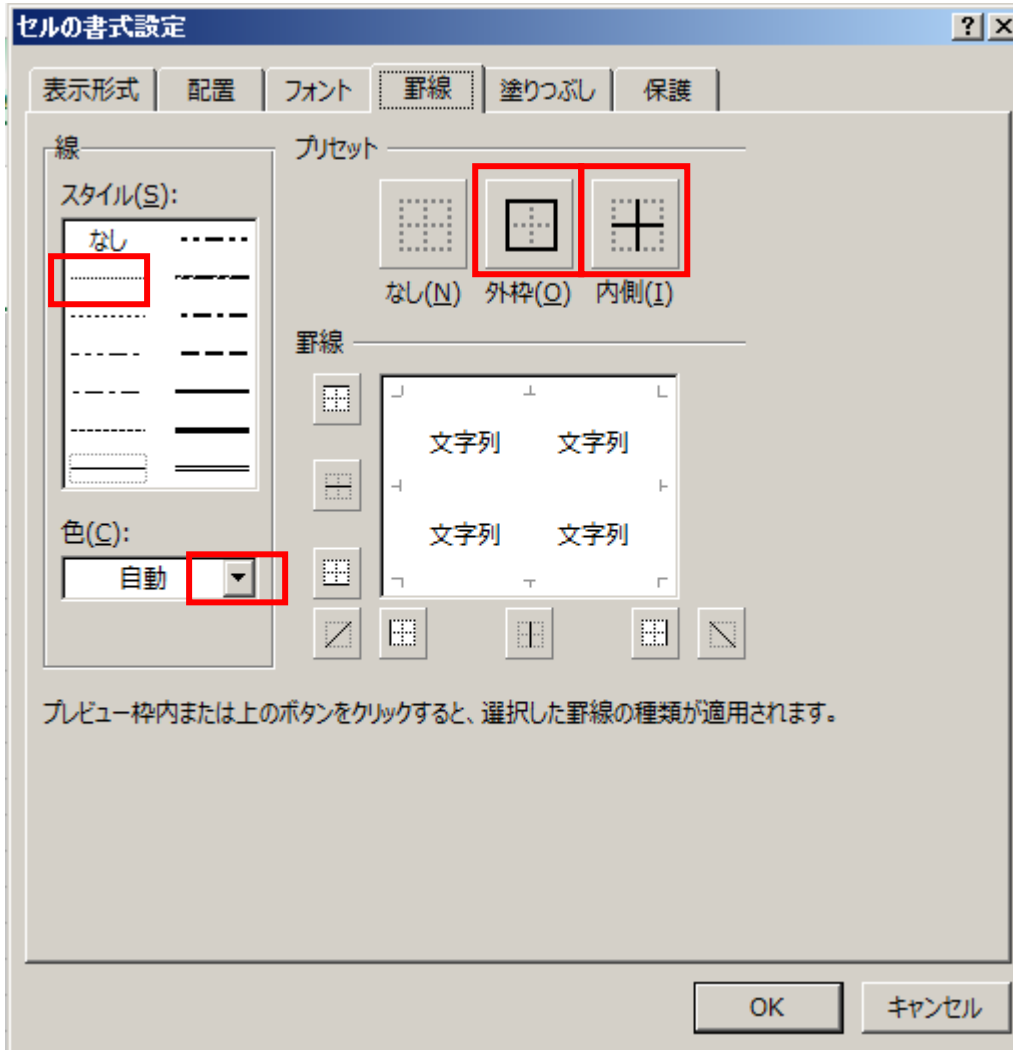 セルの書式設定
表示形式 配置 フォント 罫線 塗りつぶし 保護
線
スタイル(S):
なし
色(C):
自動
プリセット
なし(N) 外枠(O) 内側(I)
罫線
文字列 文字列
文字列 文字列
プレビュー枠内または上のボタンをクリックすると、選択した罫線の種類が適用されます。
OK キャンセル